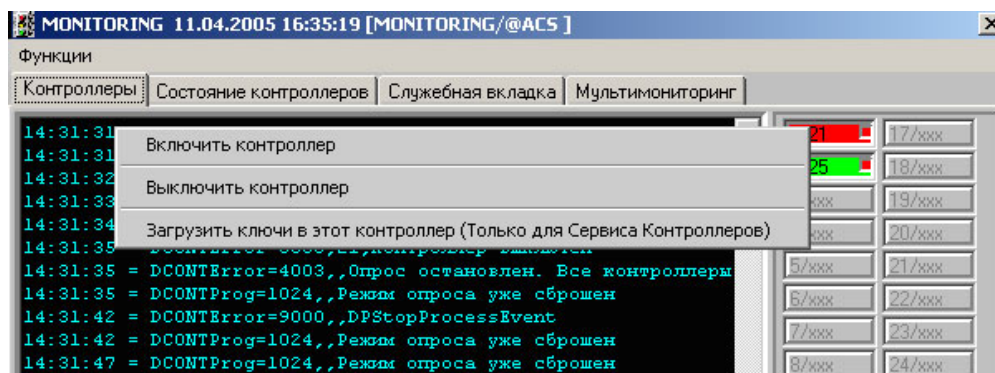 MONITORING 11.04.2005 16:35:19 [MONITORING/@ACS ]
Функции
Контроллеры Состояние контроллеров Служебная вкладка Мультимониторинг
14:31:31
14:31:31
14:31:32
14:31:33
14:31:34
14:31:35
Включить контроллер
Выключить контроллер
Загрузить ключи в этот контроллер (Только для Сервиса Контроллеров)
14:31:35 = DCONTError=4003,,Опрос остановлен. Все контроллеры
14:31:35 = DCONTProg=1024,,Режим опроса уже сброшен
14:31:42 = DCONTError=9000,,DPStopProcessEvent
14:31:42 = DCONTProg=1024,,Режим опроса уже сброшен
14:31:47 = DCONTProg=1024,,Режим опроса уже сброшен
21 17/xxx
25 18/xxx
xxx 19/xxx
xxx 20/xxx
5/xxx 21/xxx
6/xxx 22/xxx
7/xxx 23/xxx
8/xxx 24/xxx